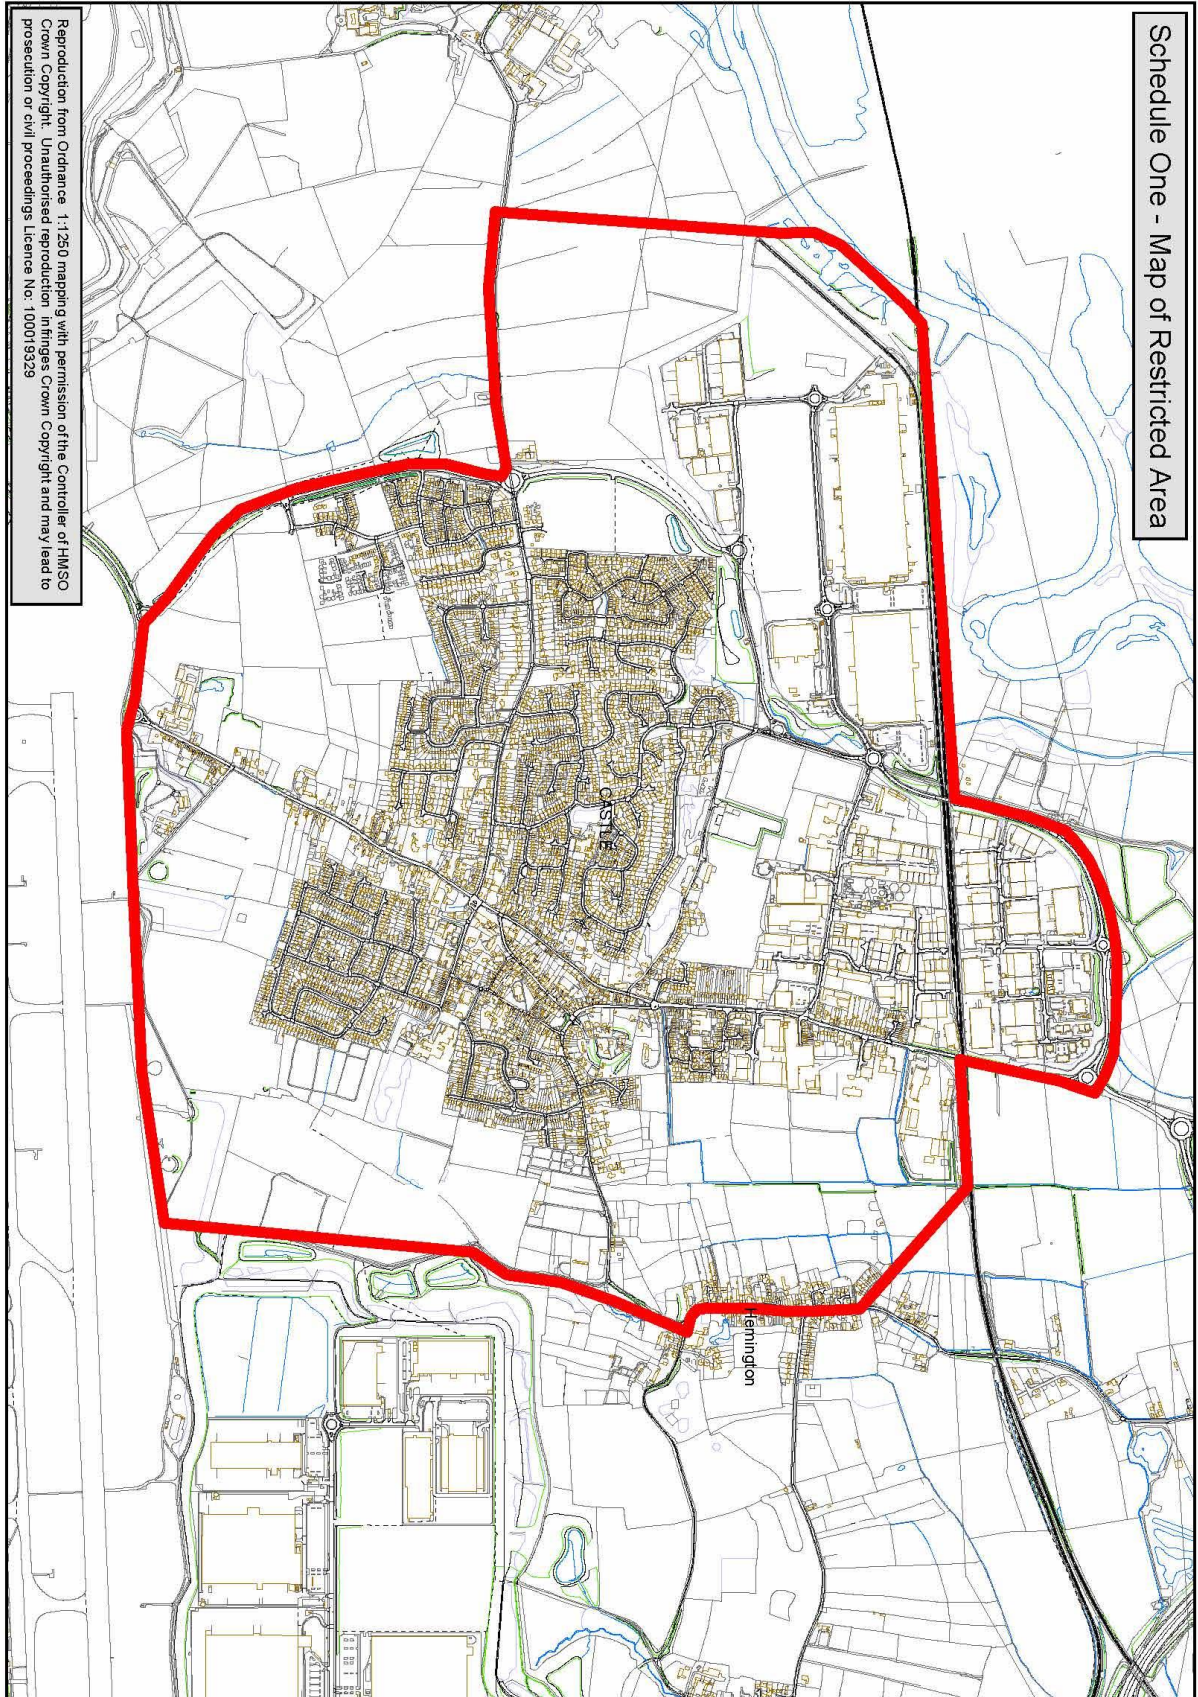 Schedule One - Map of Restricted Area
CASTLE
Hemington
Reproduction from Ordnance 1:1250 mapping with permission of the Controller of HMSO
Crown Copyright. Unauthorised reproduction infringes Crown Copyright and may lead to
prosecution or civil proceedings Licence No: 100019329